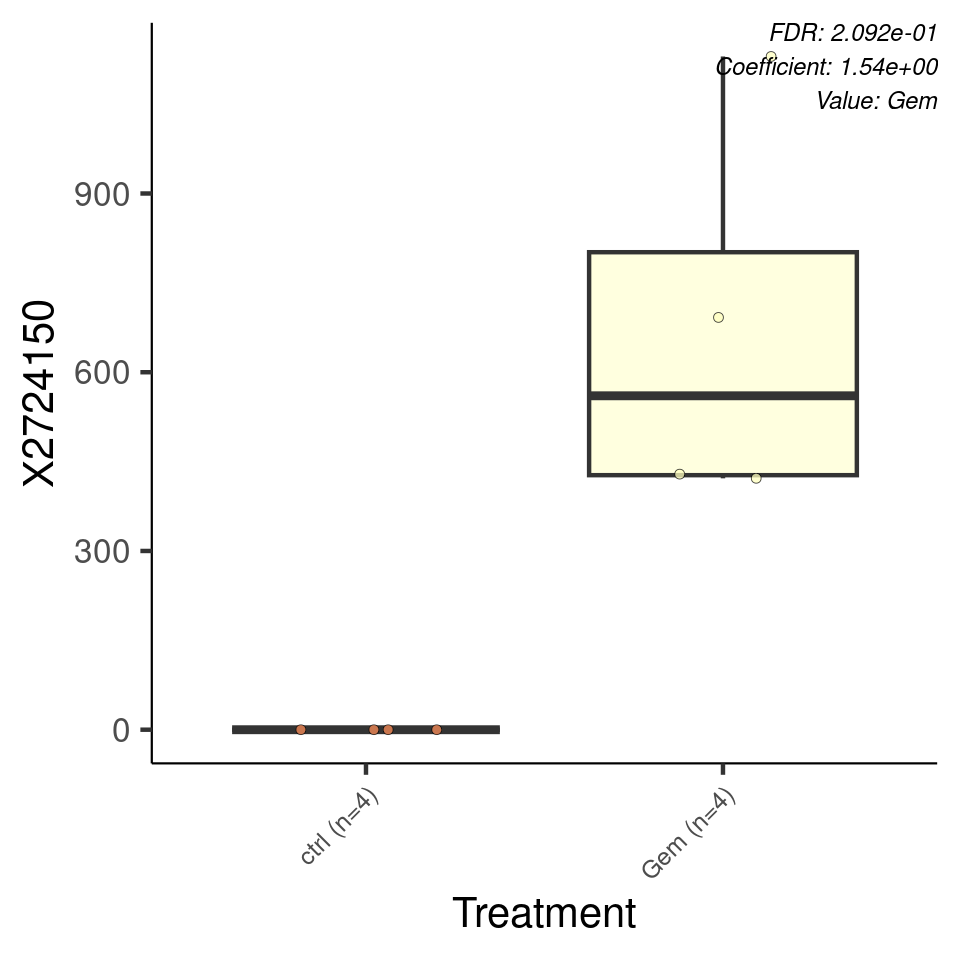 FDR: 2.092e-01
Coefficient: 1.54e+00
Value: Gem
900
600
300
0
X2724150
ctrl (n=4)
Gem (n=4)
Treatment